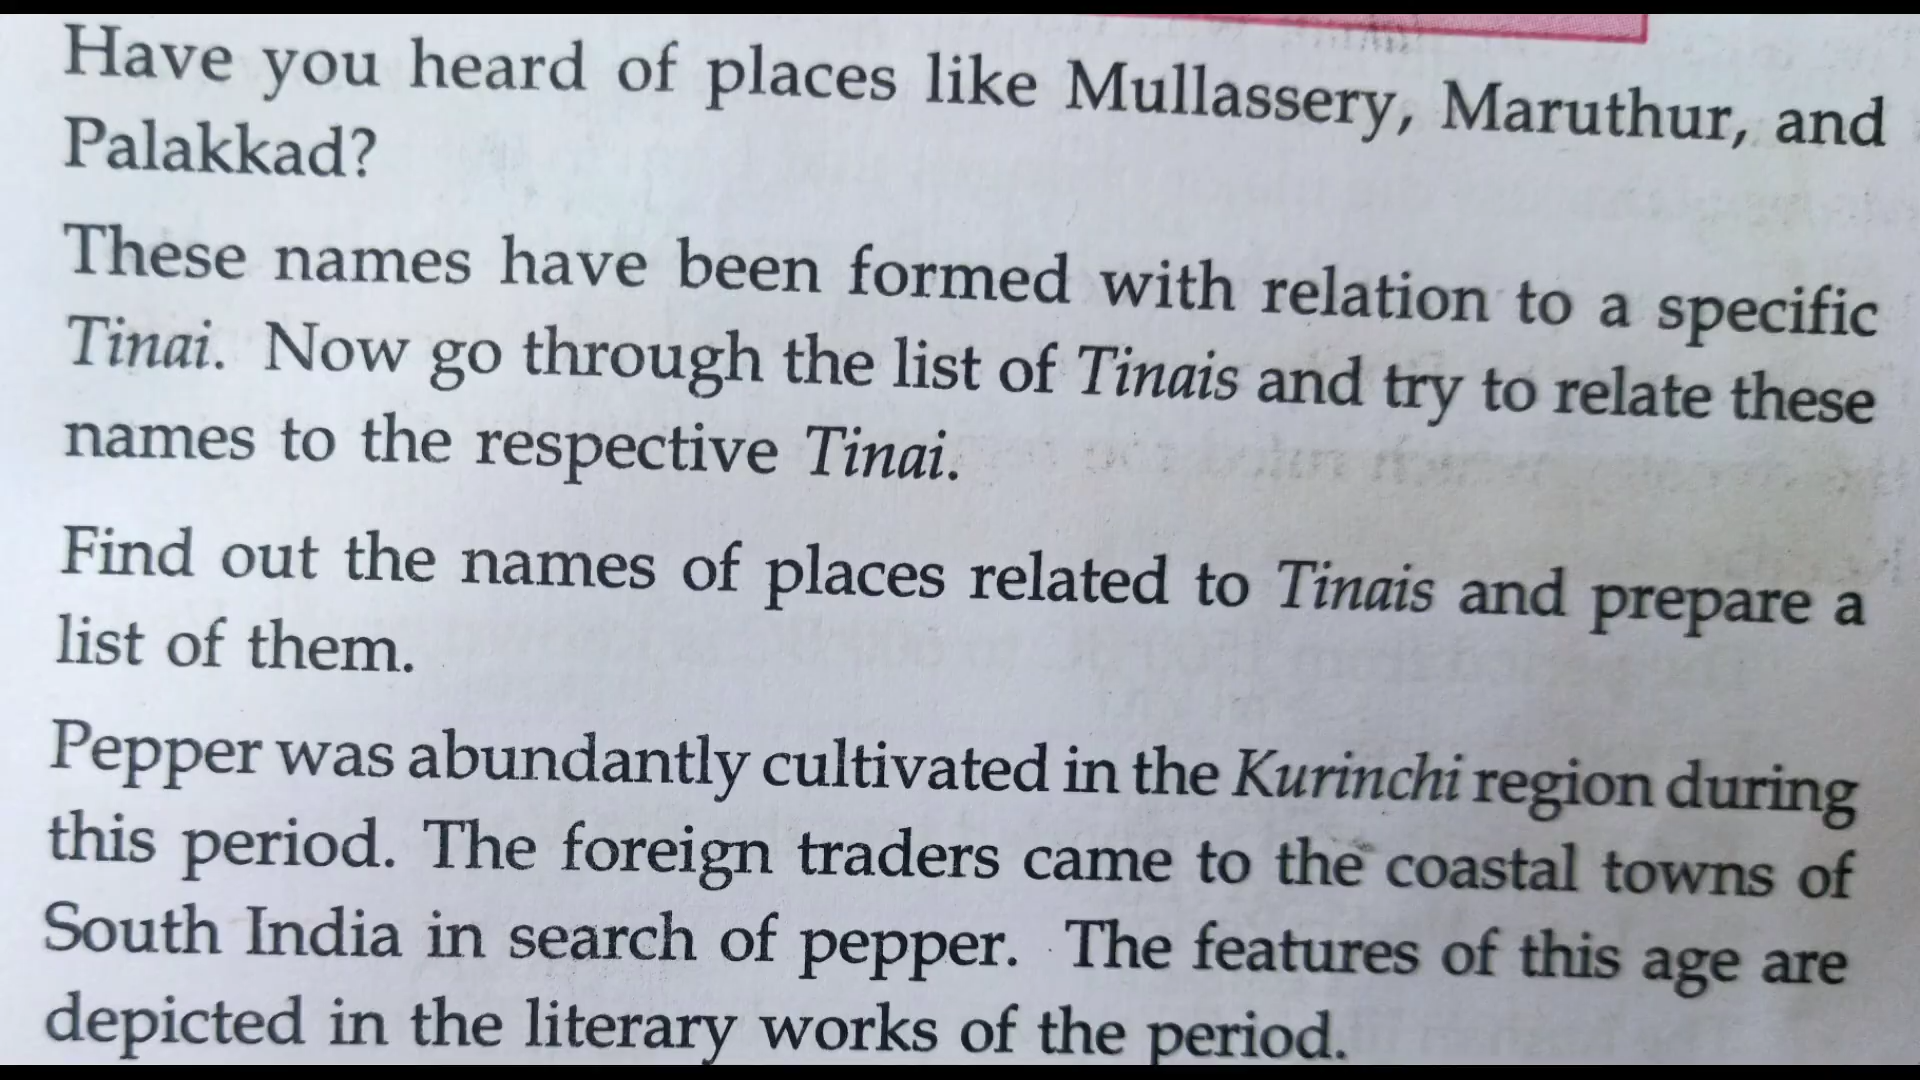 Have you heard of places like Mullassery, Maruthur, and
Palakkad?
These names have been formed with relation to a specific
Tinai. Now go through the list of Tinais and try to relate these
names to the respective Tinai.
Find out the names of places related to Tinais and prepare a
list of them.
Pepper was abundantly cultivated in the Kurinchi region during
this period. The foreign traders came to the coastal towns of
South India in search of pepper. The features of this age are
depicted in the literary works of the period.